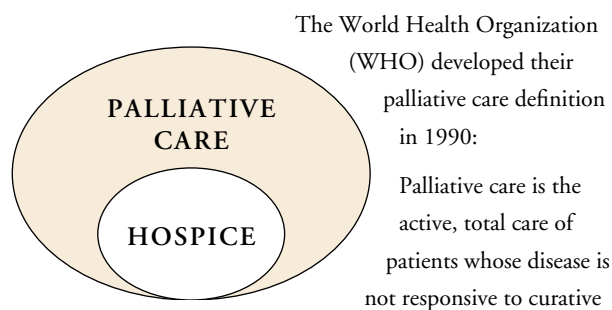 PALLIATIVE
CARE
HOSPICE
The World Health Organization
(WHO) developed their
palliative care definition
in 1990:
Palliative care is the
active, total care of
patients whose disease is
not responsive to curative